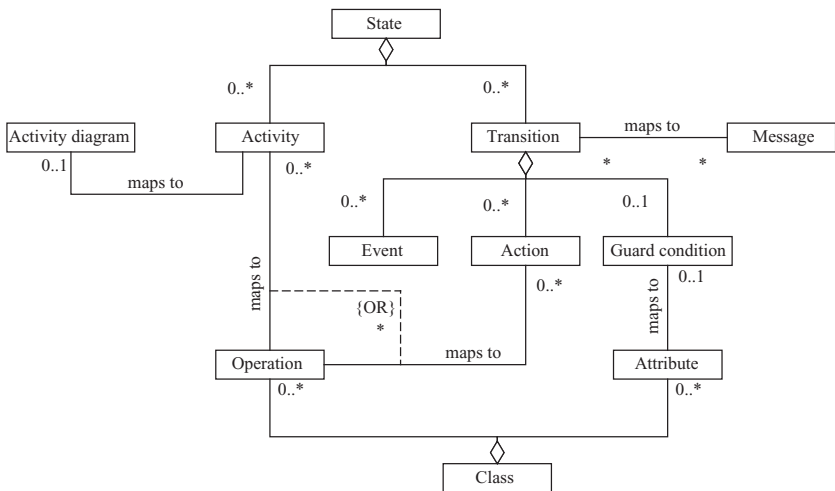 State
0..*
0..*
Activity diagram
Activity
Transition
maps to
Message
0..1
0..*
*
*
maps to
0..*
0..*
0..1
Event
Action
Guard condition
maps to
0..*
0..1
maps to
{OR}
*
maps to
Operation
Attribute
0..*
0..*
Class